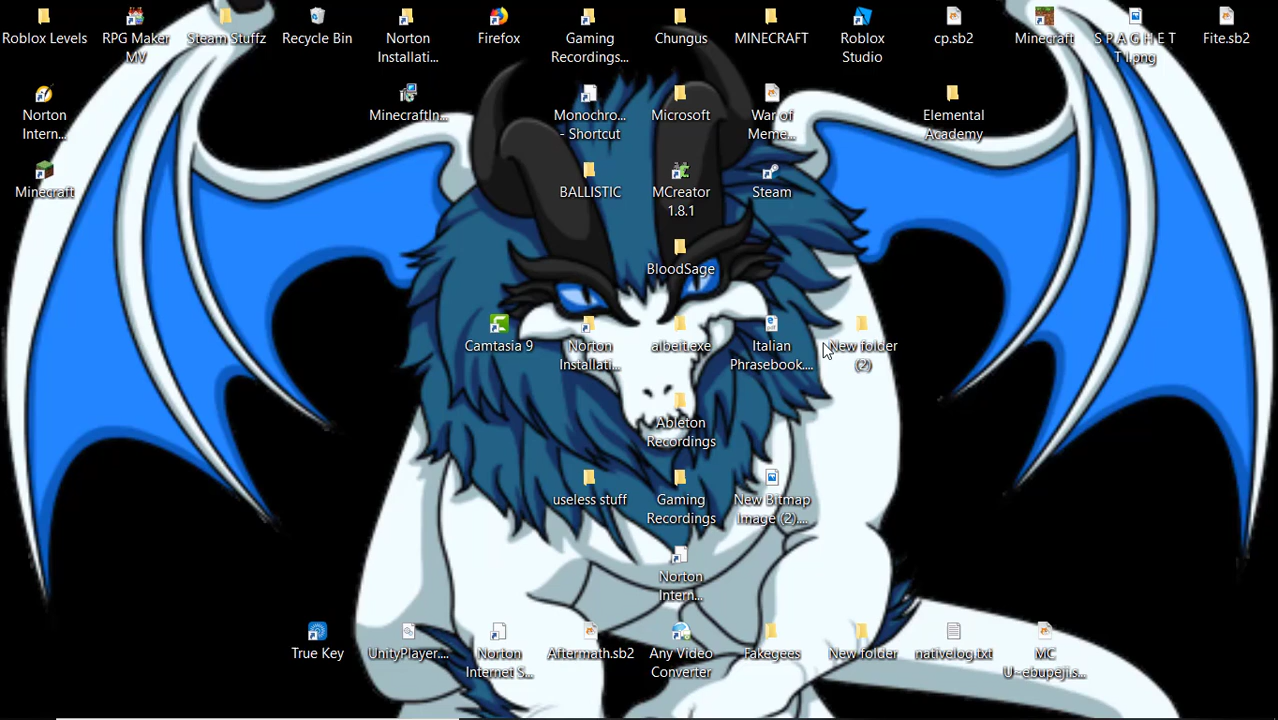 Roblox Levels
RPG Maker
MV
Steam Stuffz
Recycle Bin
Norton
Installati...
Firefox
Gaming
Recordings...
Chungus
MINECRAFT
Roblox
Studio
cp.sb2
Minecraft
S P A G H E T
T I.png
Fite.sb2
Norton
Intern...
MinecraftIn...
Monochro...
- Shortcut
Microsoft
War of
Meme...
Elemental
Academy
Minecraft
BALLISTIC
MCreator
1.8.1
Steam
BloodSage
Camtasia 9
Norton
Installati...
albeit.exe
Italian
Phrasebook....
New folder
(2)
Ableton
Recordings
useless stuff
Gaming
Recordings
New Bitmap
Image (2)....
Norton
Intern...
True Key
UnityPlayer....
Norton
Internet S...
Aftermath.sb2
Any Video
Converter
Fakegees
New folder
nativelog.txt
MC
U~ebupeji.s...